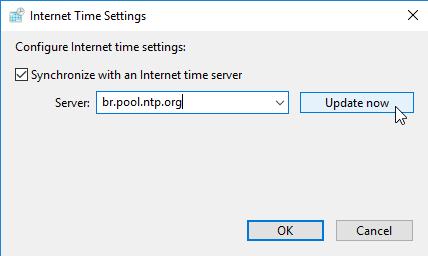 Internet Time Settings
Configure Internet time settings:
Synchronize with an Internet time server
Server: br.pool.ntp.org Update now
OK Cancel